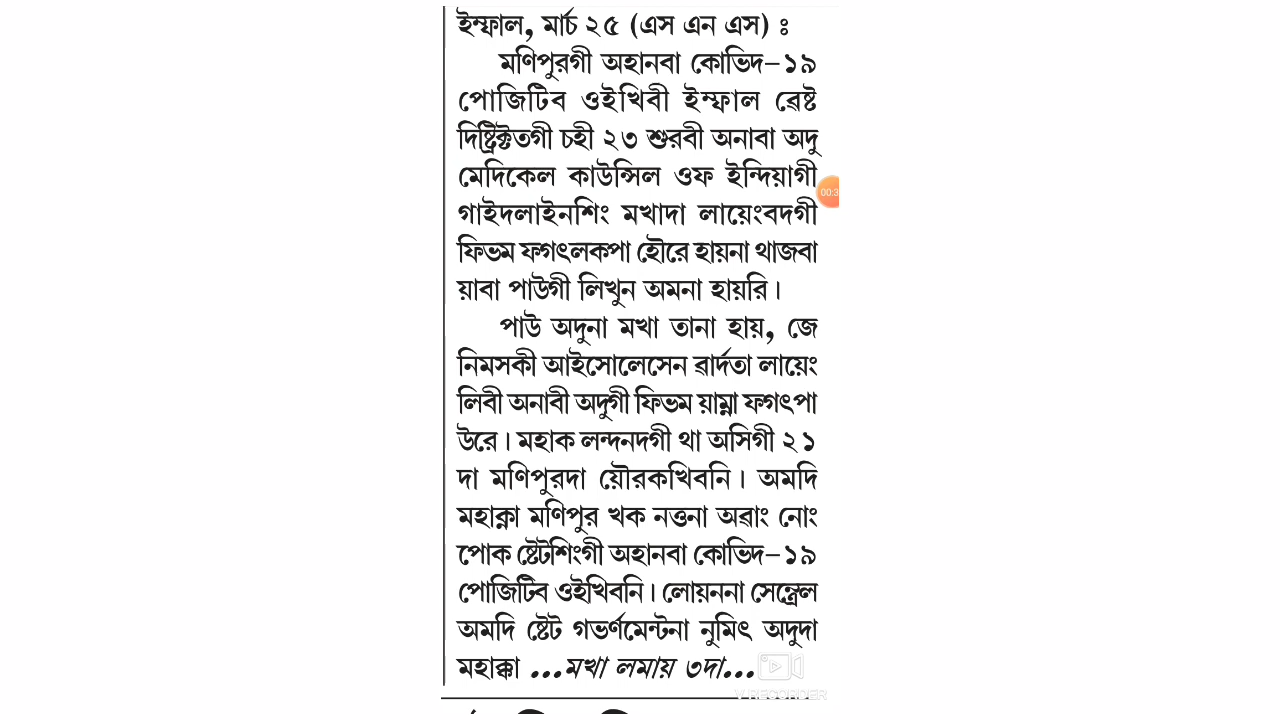 ইম্ফাল, মার্চ ২৫ (এস এন এস) ঃ
মণিপুরগী অহানবা কোভিদ–১৯
পোজিটিব ওইখিবী ইম্ফাল ৱেষ্ট
দিষ্ট্রিক্টতগী চহী ২৩ শুরবী অনাবা অদু
মেদিকেল কাউন্সিল ওফ ইন্দিয়াগী
গাইদলাইনশিং মখাদা লায়েংবদগী
ফিভম ফগৎলকপা হৌরে হায়না থাজবা
য়াবা পাউগী লিখুন অমনা হায়রি।
পাউ অদুনা মখা তানা হায়, জে
নিমসকী আইসোলেসেন ৱার্দতা লায়েং
লিবী অনাবী অদুগী ফিভম য়াম্না ফগৎপা
উরে। মহাক লন্দনদগী থা অসিগী ২১
দা মণিপুরদা য়ৌরকখিবনি। অমদি
মহাক্না মণিপুর খক নত্তনা অৱাং নোং
পোক ষ্টেটশিংগী অহানবা কোভিদ–১৯
পোজিটিব ওইখিবনি। লোয়ননা সেন্ত্রেল
অমদি ষ্টেট গভর্ণমেন্টনা নুমিৎ অদুদা
মহাক্কা ...মখা লমায় ৩দা...
00:3
V RECORDER